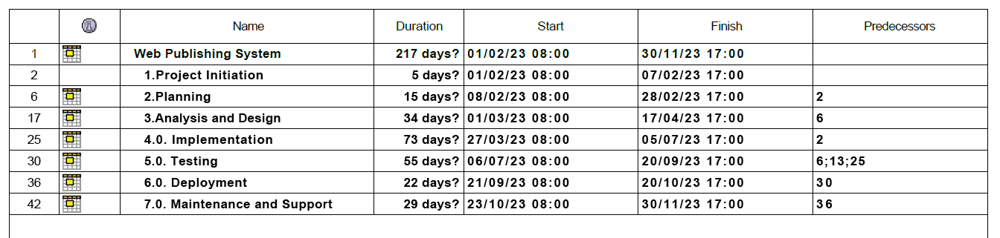 Name Duration Start Finish Predecessors
1 Web Publishing System 217 days? 01/02/23 08:00 30/11/23 17:00
2 1.Project Initiation 5 days? 01/02/23 08:00 07/02/23 17:00
6 2.Planning 15 days? 08/02/23 08:00 28/02/23 17:00 2
17 3.Analysis and Design 34 days? 01/03/23 08:00 17/04/23 17:00 6
25 4.0. Implementation 73 days? 27/03/23 08:00 05/07/23 17:00 2
30 5.0. Testing 55 days? 06/07/23 08:00 20/09/23 17:00 6;13;25
36 6.0. Deployment 22 days? 21/09/23 08:00 20/10/23 17:00 30
42 7.0. Maintenance and Support 29 days? 23/10/23 08:00 30/11/23 17:00 36